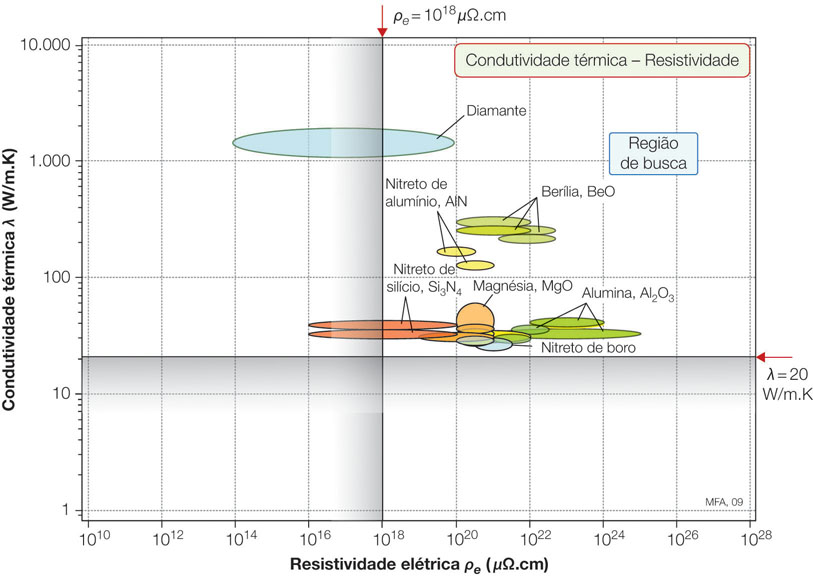 ρₑ = 10¹⁸ μΩ.cm
10.000
Condutividade térmica – Resistividade
Diamante
Região
de busca
1.000
Nitreto de
alumínio, AlN
Berília, BeO
Condutividade térmica λ (W/m.K)
100
Nitreto de
silício, Si₃N₄
Magnésia, MgO
Alumina, Al₂O₃
Nitreto de boro
λ = 20
W/m.K
10
MFA, 09
1
10¹⁰ 10¹² 10¹⁴ 10¹⁶ 10¹⁸ 10²⁰ 10²² 10²⁴ 10²⁶ 10²⁸
Resistividade elétrica ρₑ (μΩ.cm)